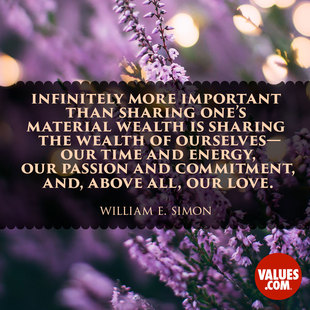 INFINITELY MORE IMPORTANT
THAN SHARING ONE'S
MATERIAL WEALTH IS SHARING
THE WEALTH OF OURSELVES—
OUR TIME AND ENERGY,
OUR PASSION AND COMMITMENT,
AND, ABOVE ALL, OUR LOVE.
WILLIAM E. SIMON
VALUES
.COM®